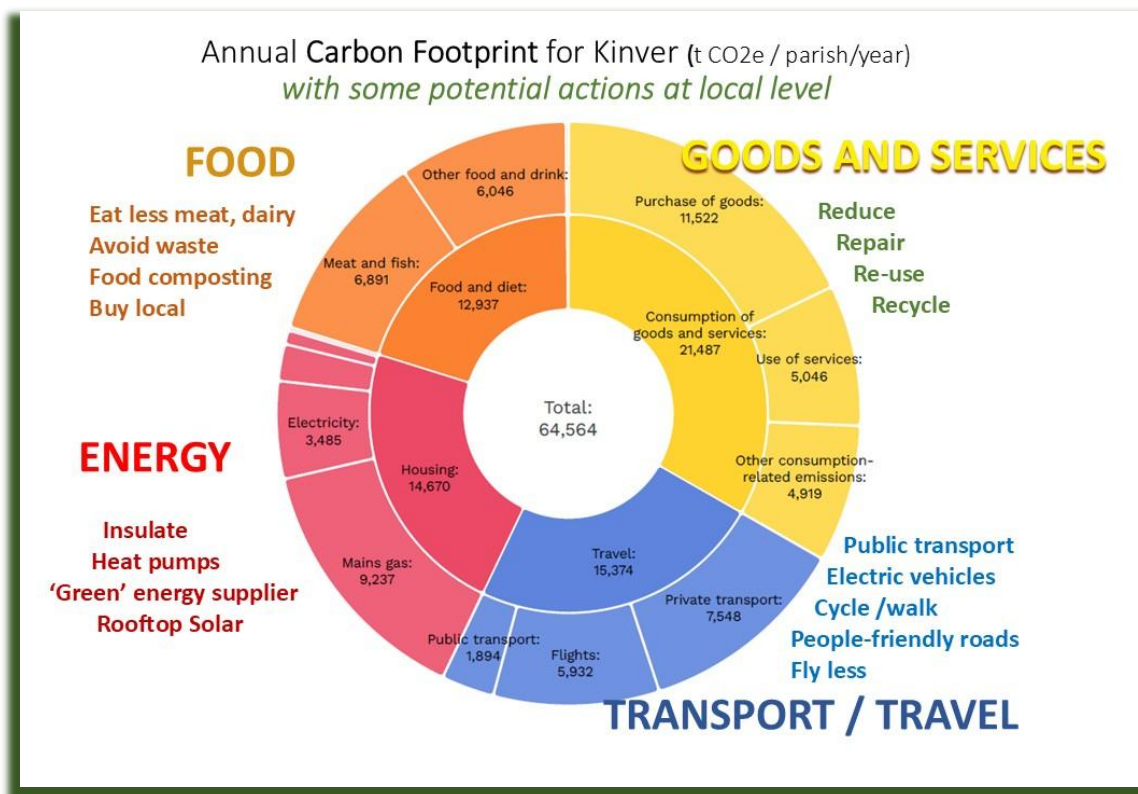 Annual Carbon Footprint for Kinver (t CO2e / parish/year)
with some potential actions at local level
FOOD
Eat less meat, dairy
Avoid waste
Food composting
Buy local
GOODS AND SERVICES
Reduce
Repair
Re-use
Recycle
Other food and drink:
6,046
Purchase of goods:
11,522
Meat and fish:
6,891
Food and diet:
12,937
Consumption of
goods and services:
21,487
Use of services:
5,046
Total:
64,564
Electricity:
3,485
Housing:
14,670
Other consumption-
related emissions:
4,919
Mains gas:
9,237
Travel:
15,374
Private transport:
7,548
Public transport:
1,894
Flights:
5,932
ENERGY
Insulate
Heat pumps
‘Green’ energy supplier
Rooftop Solar
Public transport
Electric vehicles
Cycle /walk
People-friendly roads
Fly less
TRANSPORT / TRAVEL